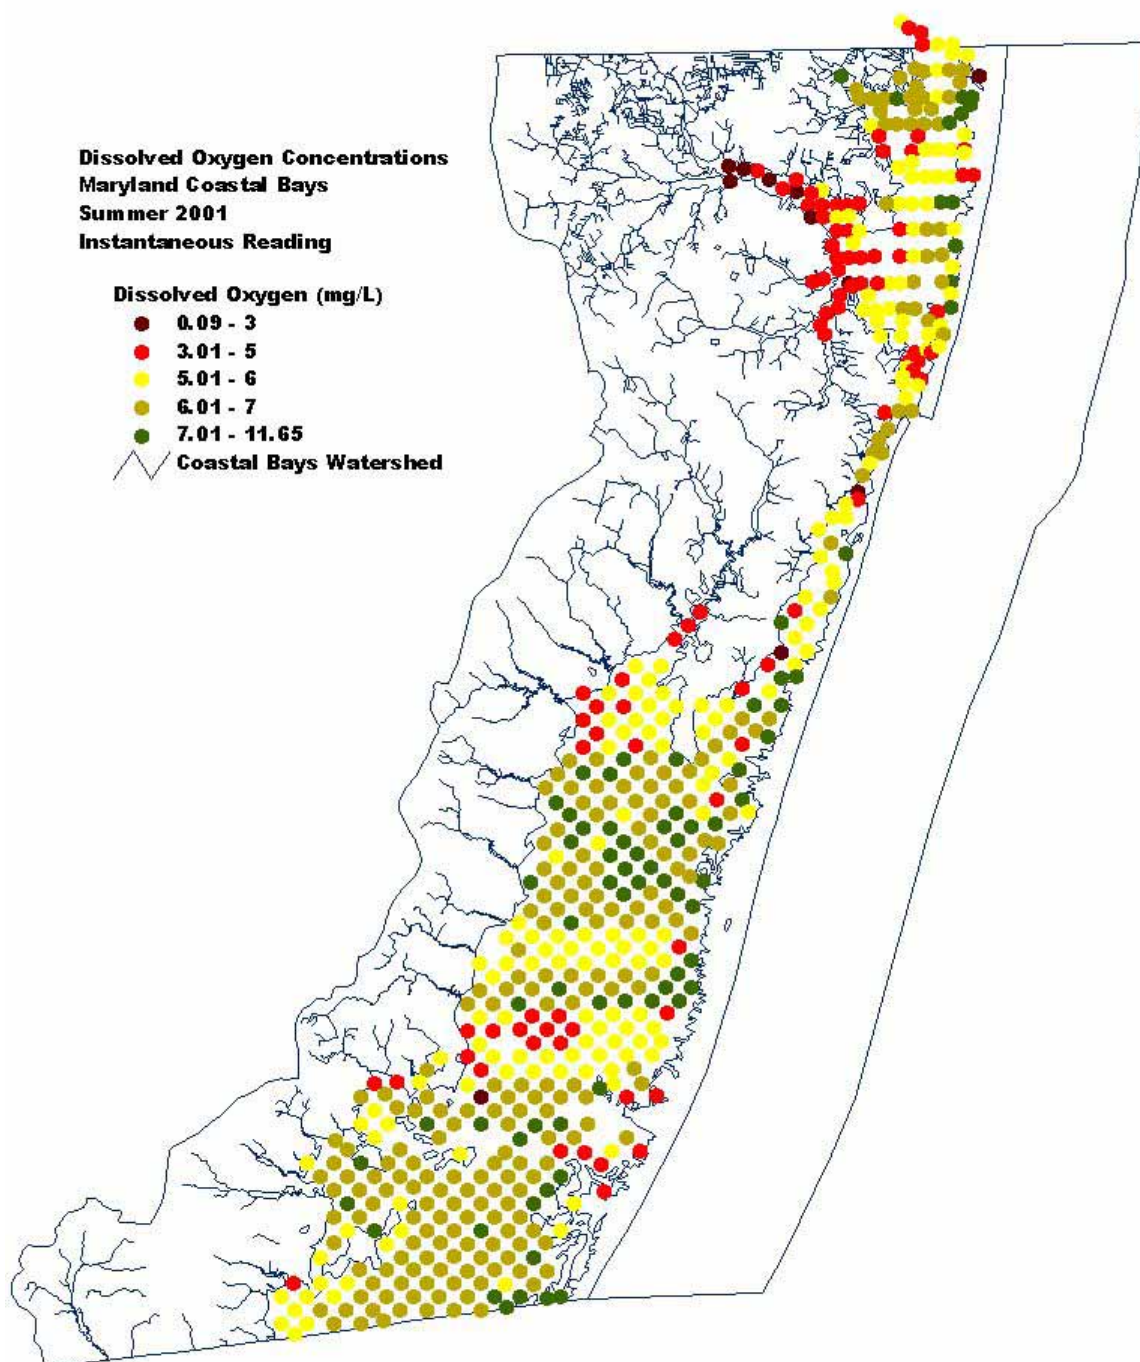 Dissolved Oxygen Concentrations
Maryland Coastal Bays
Summer 2001
Instantaneous Reading
Dissolved Oxygen (mg/L)
0.09 - 3
3.01 - 5
5.01 - 6
6.01 - 7
7.01 - 11.65
Coastal Bays Watershed